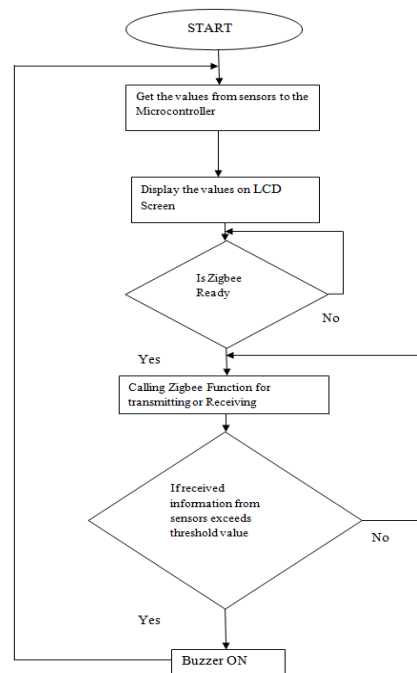 START
Get the values from sensors to the
Microcontroller
Display the values on LCD
Screen
Is Zigbee
Ready
No
Yes
Calling Zigbee Function for
transmitting or Receiving
If received
information from
sensors exceeds
threshold value
No
Yes
Buzzer ON